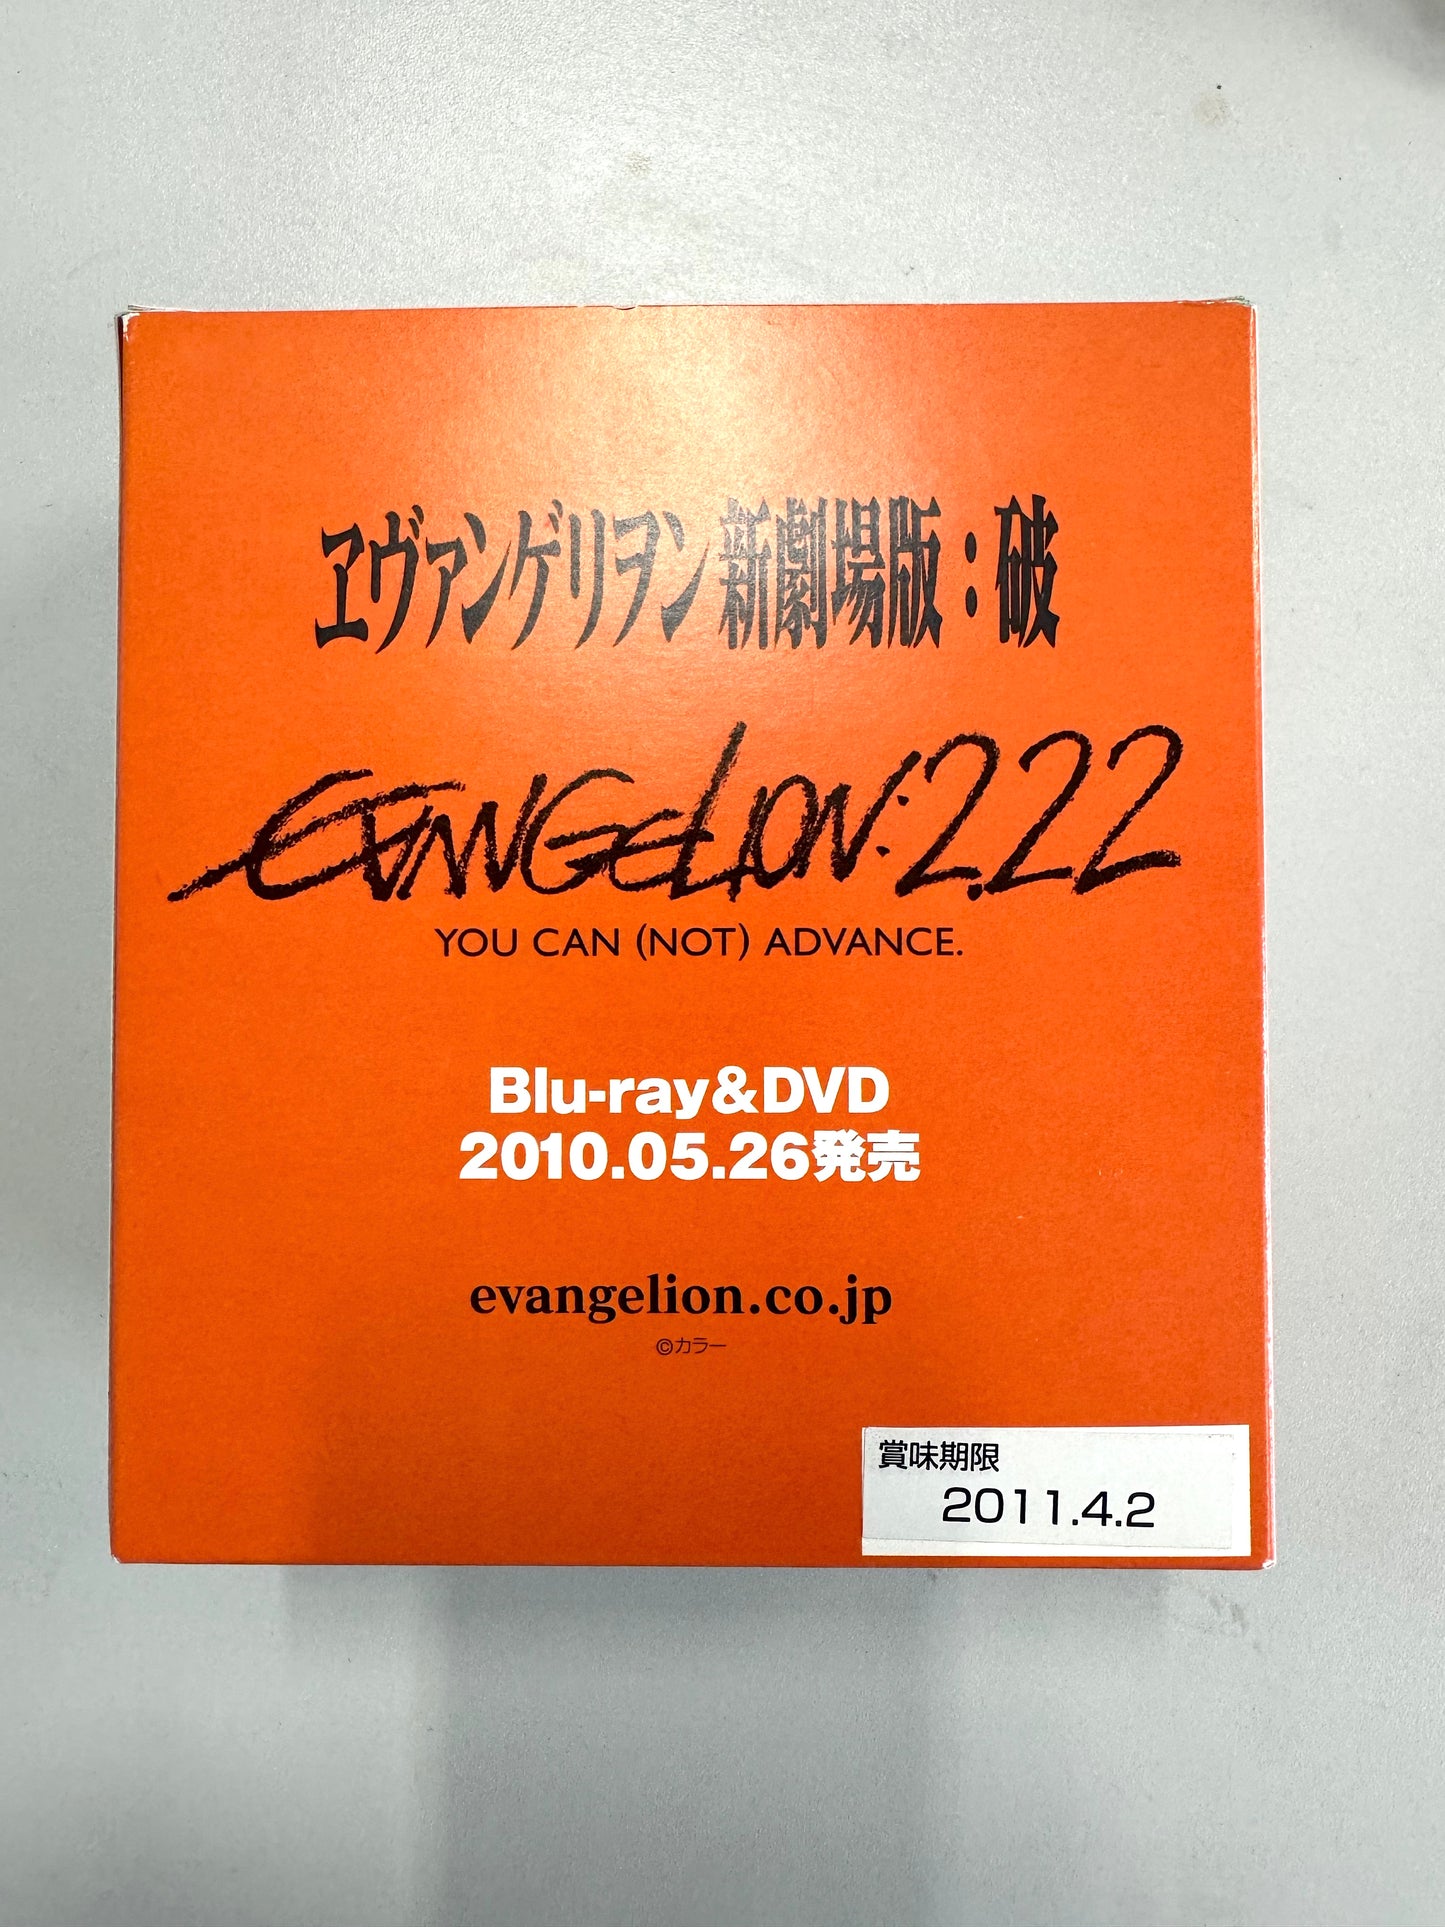 ヱヴァンゲリヲン新劇場版：破
EVANGELION:2.22
YOU CAN (NOT) ADVANCE.
Blu-ray&DVD
2010.05.26発売
evangelion.co.jp
©カラー
賞味期限
2011.4.2